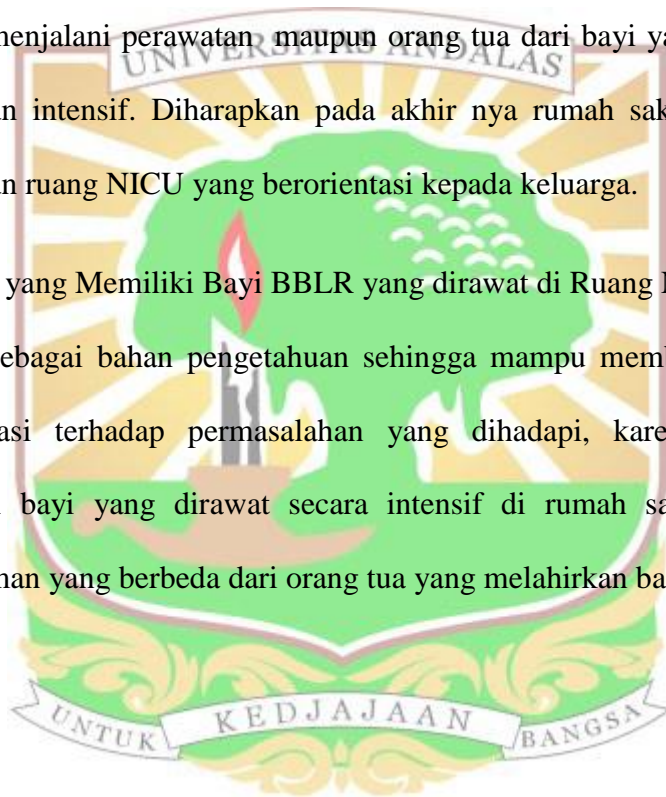 menjalani perawatan maupun orang tua dari bayi ya
UNIVERSITAS ANDALAS
n intensif. Diharapkan pada akhir nya rumah sak
an ruang NICU yang berorientasi kepada keluarga.
yang Memiliki Bayi BBLR yang dirawat di Ruang N
ebagai bahan pengetahuan sehingga mampu memb
asi terhadap permasalahan yang dihadapi, kare
bayi yang dirawat secara intensif di rumah sa
han yang berbeda dari orang tua yang melahirkan ba
UNTUK KEDJAJAAN BANGSA